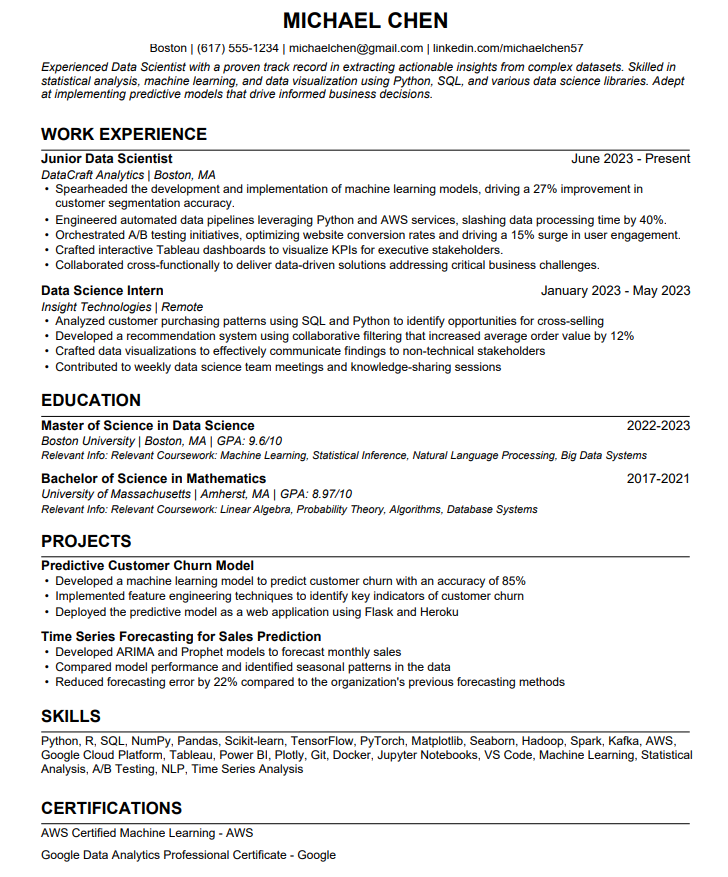 MICHAEL CHEN
Boston | (617) 555-1234 | michaelchen@gmail.com | linkedin.com/michaelchen57
Experienced Data Scientist with a proven track record in extracting actionable insights from complex datasets. Skilled in
statistical analysis, machine learning, and data visualization using Python, SQL, and various data science libraries. Adept
at implementing predictive models that drive informed business decisions.
WORK EXPERIENCE
Junior Data Scientist June 2023 - Present
DataCraft Analytics | Boston, MA
• Spearheaded the development and implementation of machine learning models, driving a 27% improvement in
customer segmentation accuracy.
• Engineered automated data pipelines leveraging Python and AWS services, slashing data processing time by 40%.
• Orchestrated A/B testing initiatives, optimizing website conversion rates and driving a 15% surge in user engagement.
• Crafted interactive Tableau dashboards to visualize KPIs for executive stakeholders.
• Collaborated cross-functionally to deliver data-driven solutions addressing critical business challenges.
Data Science Intern January 2023 - May 2023
Insight Technologies | Remote
• Analyzed customer purchasing patterns using SQL and Python to identify opportunities for cross-selling
• Developed a recommendation system using collaborative filtering that increased average order value by 12%
• Crafted data visualizations to effectively communicate findings to non-technical stakeholders
• Contributed to weekly data science team meetings and knowledge-sharing sessions
EDUCATION
Master of Science in Data Science 2022-2023
Boston University | Boston, MA | GPA: 9.6/10
Relevant Info: Relevant Coursework: Machine Learning, Statistical Inference, Natural Language Processing, Big Data Systems
Bachelor of Science in Mathematics 2017-2021
University of Massachusetts | Amherst, MA | GPA: 8.97/10
Relevant Info: Relevant Coursework: Linear Algebra, Probability Theory, Algorithms, Database Systems
PROJECTS
Predictive Customer Churn Model
• Developed a machine learning model to predict customer churn with an accuracy of 85%
• Implemented feature engineering techniques to identify key indicators of customer churn
• Deployed the predictive model as a web application using Flask and Heroku
Time Series Forecasting for Sales Prediction
• Developed ARIMA and Prophet models to forecast monthly sales
• Compared model performance and identified seasonal patterns in the data
• Reduced forecasting error by 22% compared to the organization's previous forecasting methods
SKILLS
Python, R, SQL, NumPy, Pandas, Scikit-learn, TensorFlow, PyTorch, Matplotlib, Seaborn, Hadoop, Spark, Kafka, AWS,
Google Cloud Platform, Tableau, Power BI, Plotly, Git, Docker, Jupyter Notebooks, VS Code, Machine Learning, Statistical
Analysis, A/B Testing, NLP, Time Series Analysis
CERTIFICATIONS
AWS Certified Machine Learning - AWS
Google Data Analytics Professional Certificate - Google